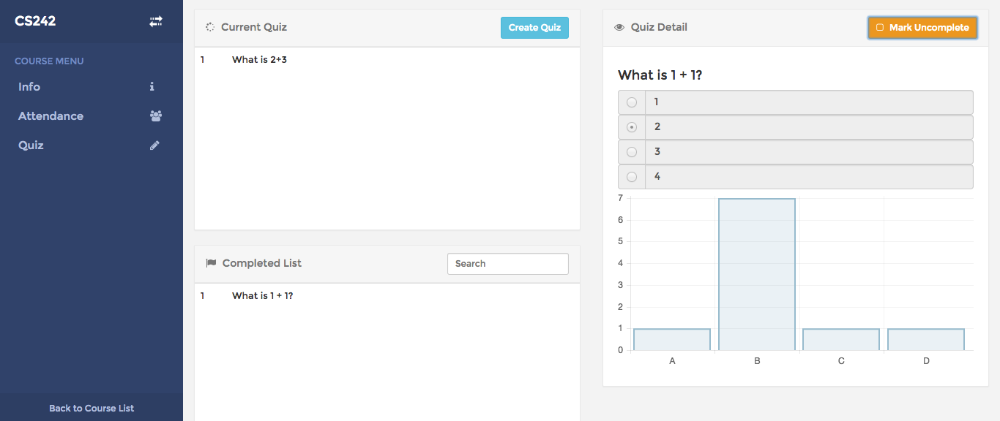 CS242
COURSE MENU
Info
Attendance
Quiz
Back to Course List
Current Quiz
Create Quiz
1 What is 2+3
Completed List
Search
1 What is 1 + 1?
Quiz Detail
Mark Uncomplete
What is 1 + 1?
1
2
3
4
7
6
5
4
3
2
1
0
A B C D